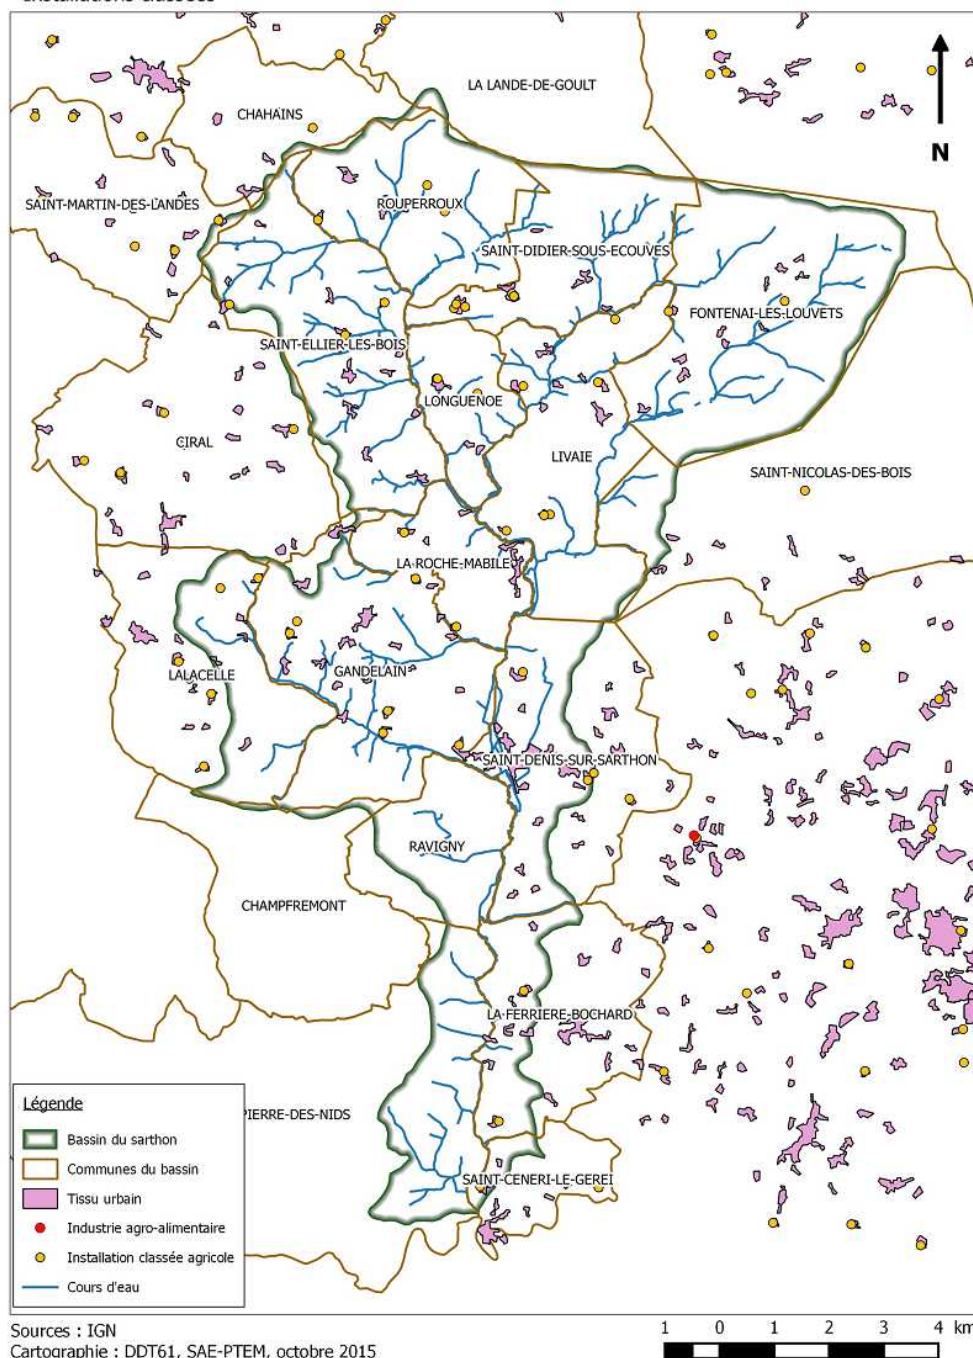 LA LANDE-DE-GOULT
CHAHAINS
N
SAINT-MARTIN-DES-LANDES
ROUPERROUX
SAINT-DIDIER-SOUS-ECOUVES
FONTENAI-LES-LOUVETS
SAINT-ELLIER-LES-BOIS
LONGUENOE
CIRAL
LIVAIE
SAINT-NICOLAS-DES-BOIS
LA ROCHE-MABILE
LALACELLE
GANDELAIN
SAINT-DENIS-SUR-SARTHON
RAVIGNY
CHAMPFREMONT
LA FERRIERE-BOCHARD
PIERRE-DES-NIDS
SAINT-CENERI-LE-GEREI
Légende
Bassin du sarthon
Communes du bassin
Tissu urbain
Industrie agro-alimentaire
Installation classée agricole
Cours d'eau
Sources : IGN
Cartographie : DDT61, SAE-PTEM, octobre 2015
1 0 1 2 3 4 km